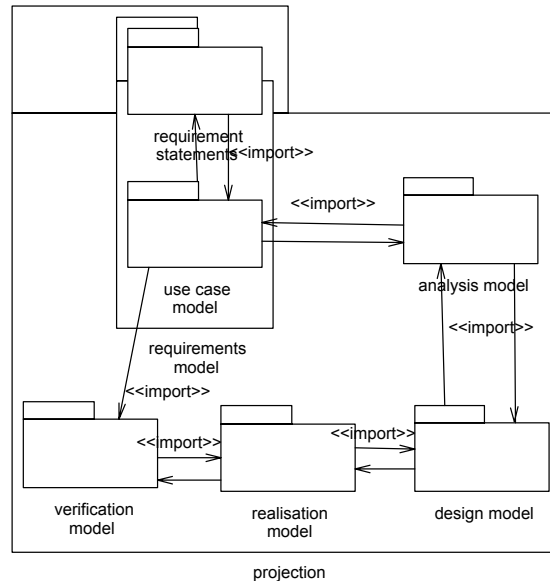 requirement
statements
<<import>>
<<import>>
use case
model
analysis model
<<import>>
requirements
model
<<import>>
<<import>>
<<import>>
verification
model
realisation
model
design model
projection